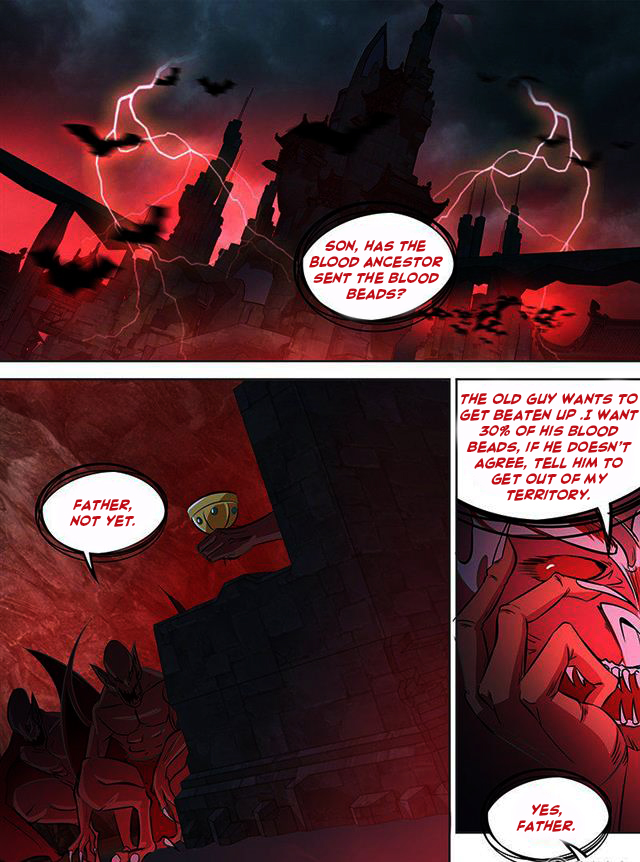 SON, HAS THE
BLOOD ANCESTOR
SENT THE BLOOD
BEADS?
FATHER,
NOT YET.
THE OLD GUY WANTS TO
GET BEATEN UP .I WANT
30% OF HIS BLOOD
BEADS, IF HE DOESN'T
AGREE, TELL HIM TO
GET OUT OF MY
TERRITORY.
YES,
FATHER.